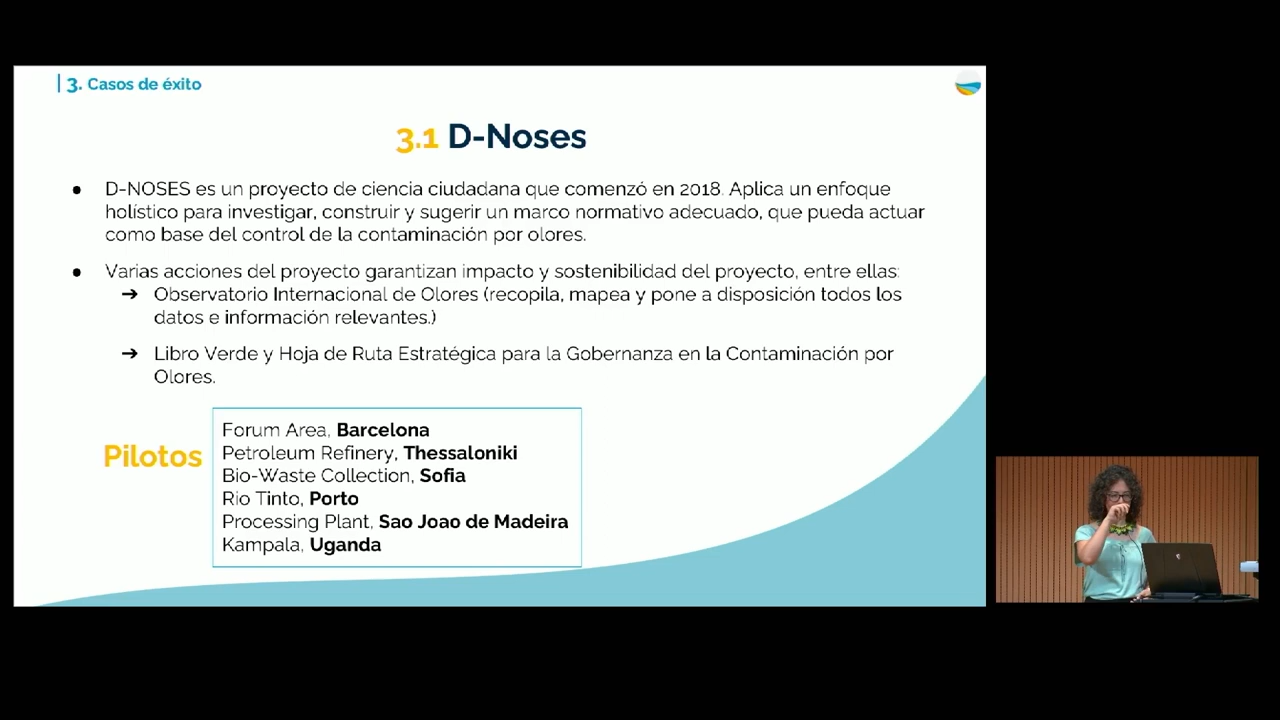 3. Casos de éxito
3.1 D-Noses
● D-NOSES es un proyecto de ciencia ciudadana que comenzó en 2018. Aplica un enfoque
holístico para investigar, construir y sugerir un marco normativo adecuado, que pueda actuar
como base del control de la contaminación por olores.
● Varias acciones del proyecto garantizan impacto y sostenibilidad del proyecto, entre ellas:
➔ Observatorio Internacional de Olores (recopila, mapea y pone a disposición todos los
datos e información relevantes.)
➔ Libro Verde y Hoja de Ruta Estratégica para la Gobernanza en la Contaminación por
Olores.
Pilotos
Forum Area, Barcelona
Petroleum Refinery, Thessaloniki
Bio-Waste Collection, Sofia
Rio Tinto, Porto
Processing Plant, Sao Joao de Madeira
Kampala, Uganda